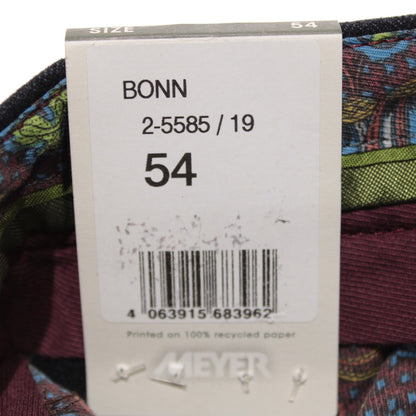 SIZE 54
BONN
2-5585 / 19
54
4 063915 683962
Printed on 100% recycled paper
MEYER